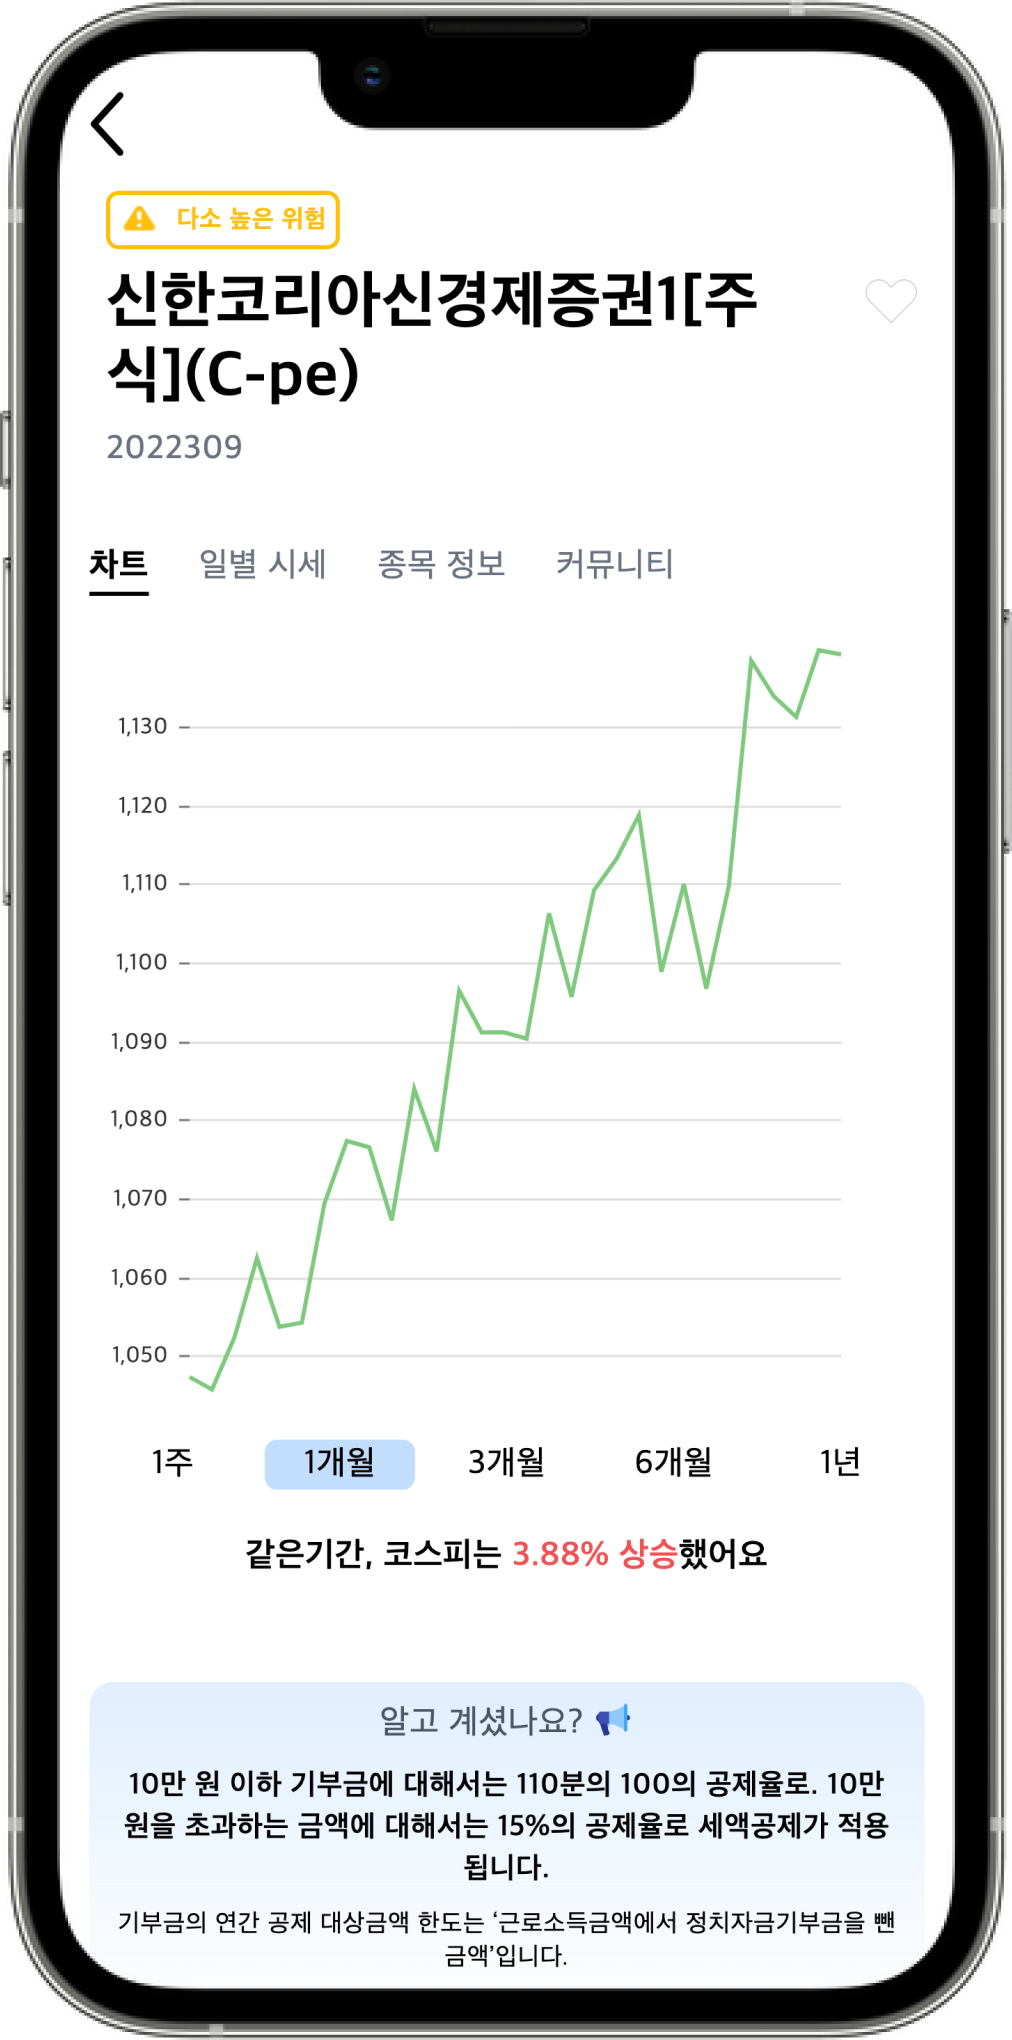 다소 높은 위험
신한코리아신경제증권1[주
식](C-pe)
2022309
차트 일별 시세 종목 정보 커뮤니티
1,130
1,120
1,110
1,100
1,090
1,080
1,070
1,060
1,050
1주 1개월 3개월 6개월 1년
같은기간, 코스피는 3.88% 상승했어요
알고 계셨나요?
10만 원 이하 기부금에 대해서는 110분의 100의 공제율로. 10만
원을 초과하는 금액에 대해서는 15%의 공제율로 세액공제가 적용
됩니다.
기부금의 연간 공제 대상금액 한도는 ‘근로소득금액에서 정치자금기부금을 뺀
금액’입니다.